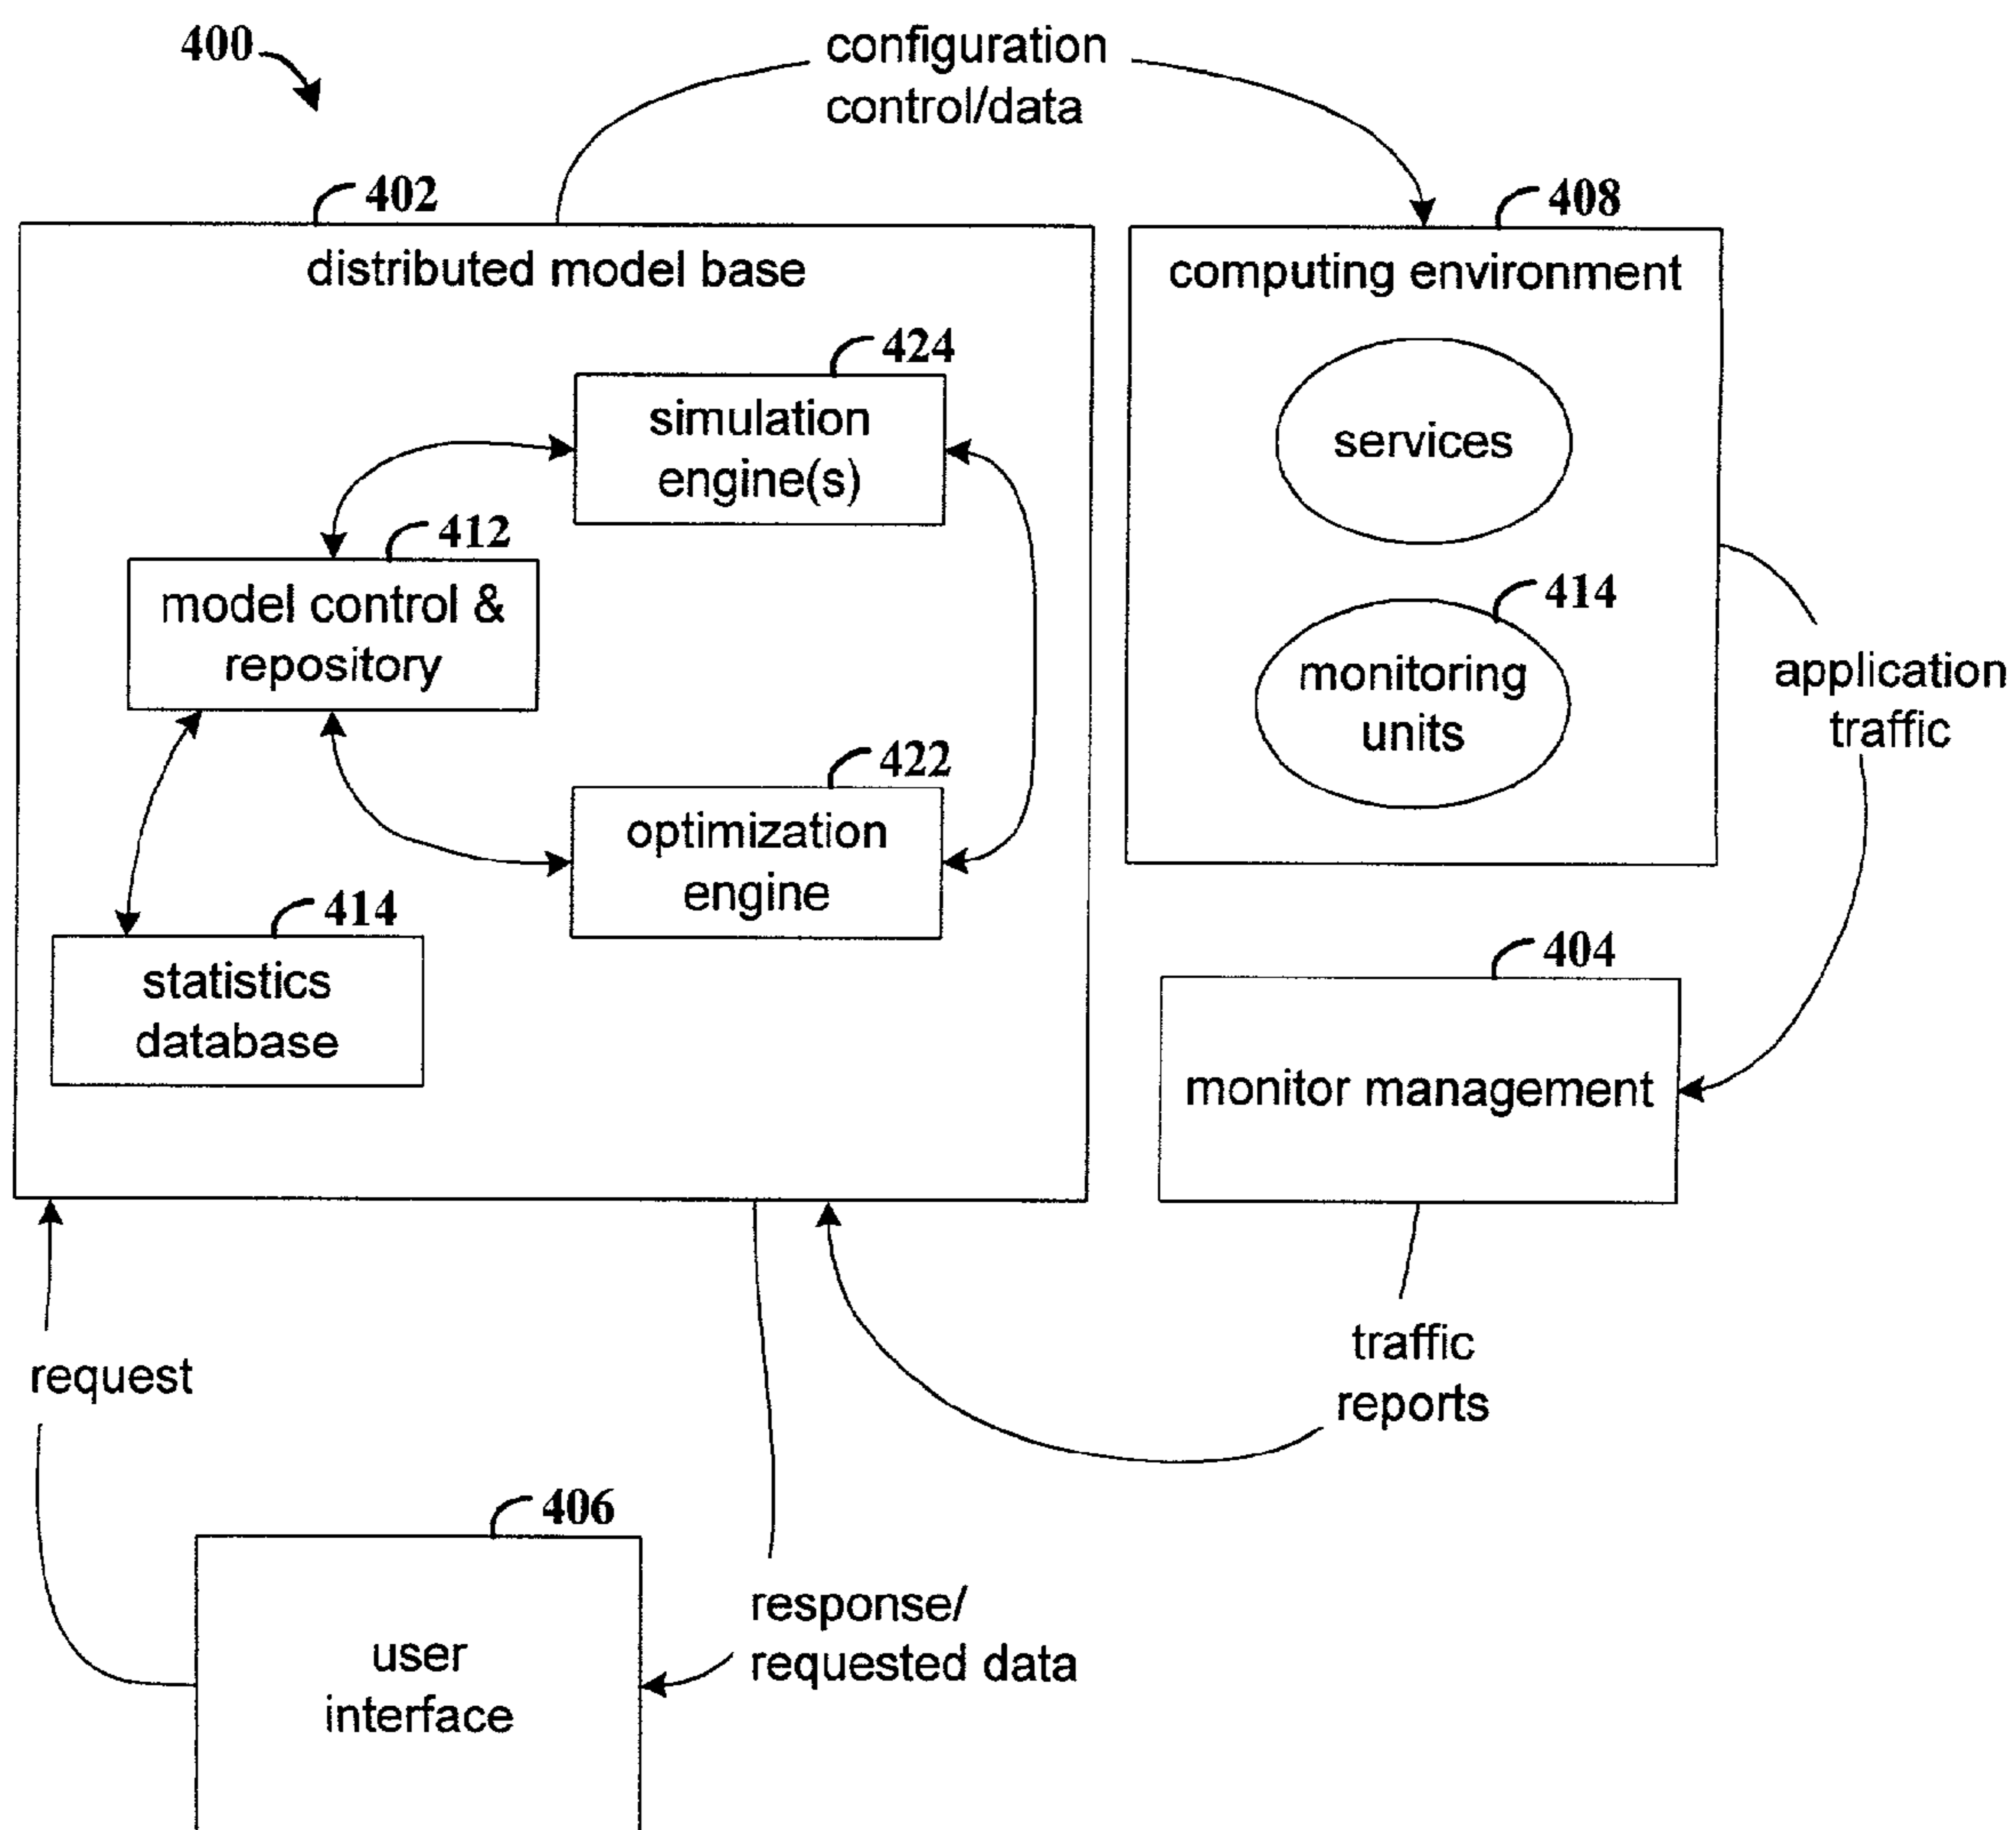 400
configuration
control/data
402
distributed model base
424
simulation
engine(s)
412
model control &
repository
422
optimization
engine
414
statistics
database
408
computing environment
services
414
monitoring
units
application
traffic
404
monitor management
traffic
reports
request
response/
requested data
406
user
interface